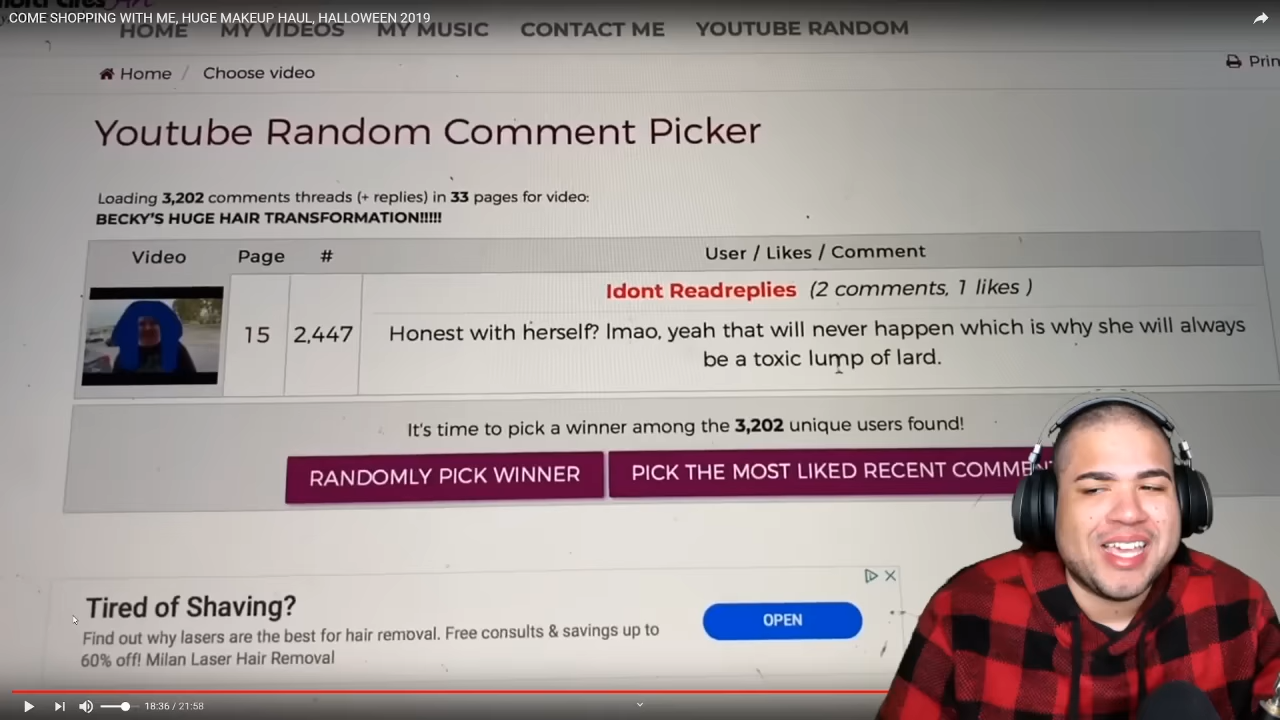 COME SHOPPING WITH ME, HUGE MAKEUP HAUL, HALLOWEEN 2019
HOME MY VIDEOS MY MUSIC CONTACT ME YOUTUBE RANDOM
Home / Choose video
Youtube Random Comment Picker
Loading 3,202 comments threads (+ replies) in 33 pages for video:
BECKY'S HUGE HAIR TRANSFORMATION!!!!!
Video Page # User / Likes / Comment
Idont Readreplies (2 comments, 1 likes )
15 2,447 Honest with herself? lmao, yeah that will never happen which is why she will always
be a toxic lump of lard.
It's time to pick a winner among the 3,202 unique users found!
RANDOMLY PICK WINNER PICK THE MOST LIKED RECENT
Tired of Shaving?
Find out why lasers are the best for hair removal. Free consults & savings up to
60% off! Milan Laser Hair Removal
OPEN
18:36 / 21:58